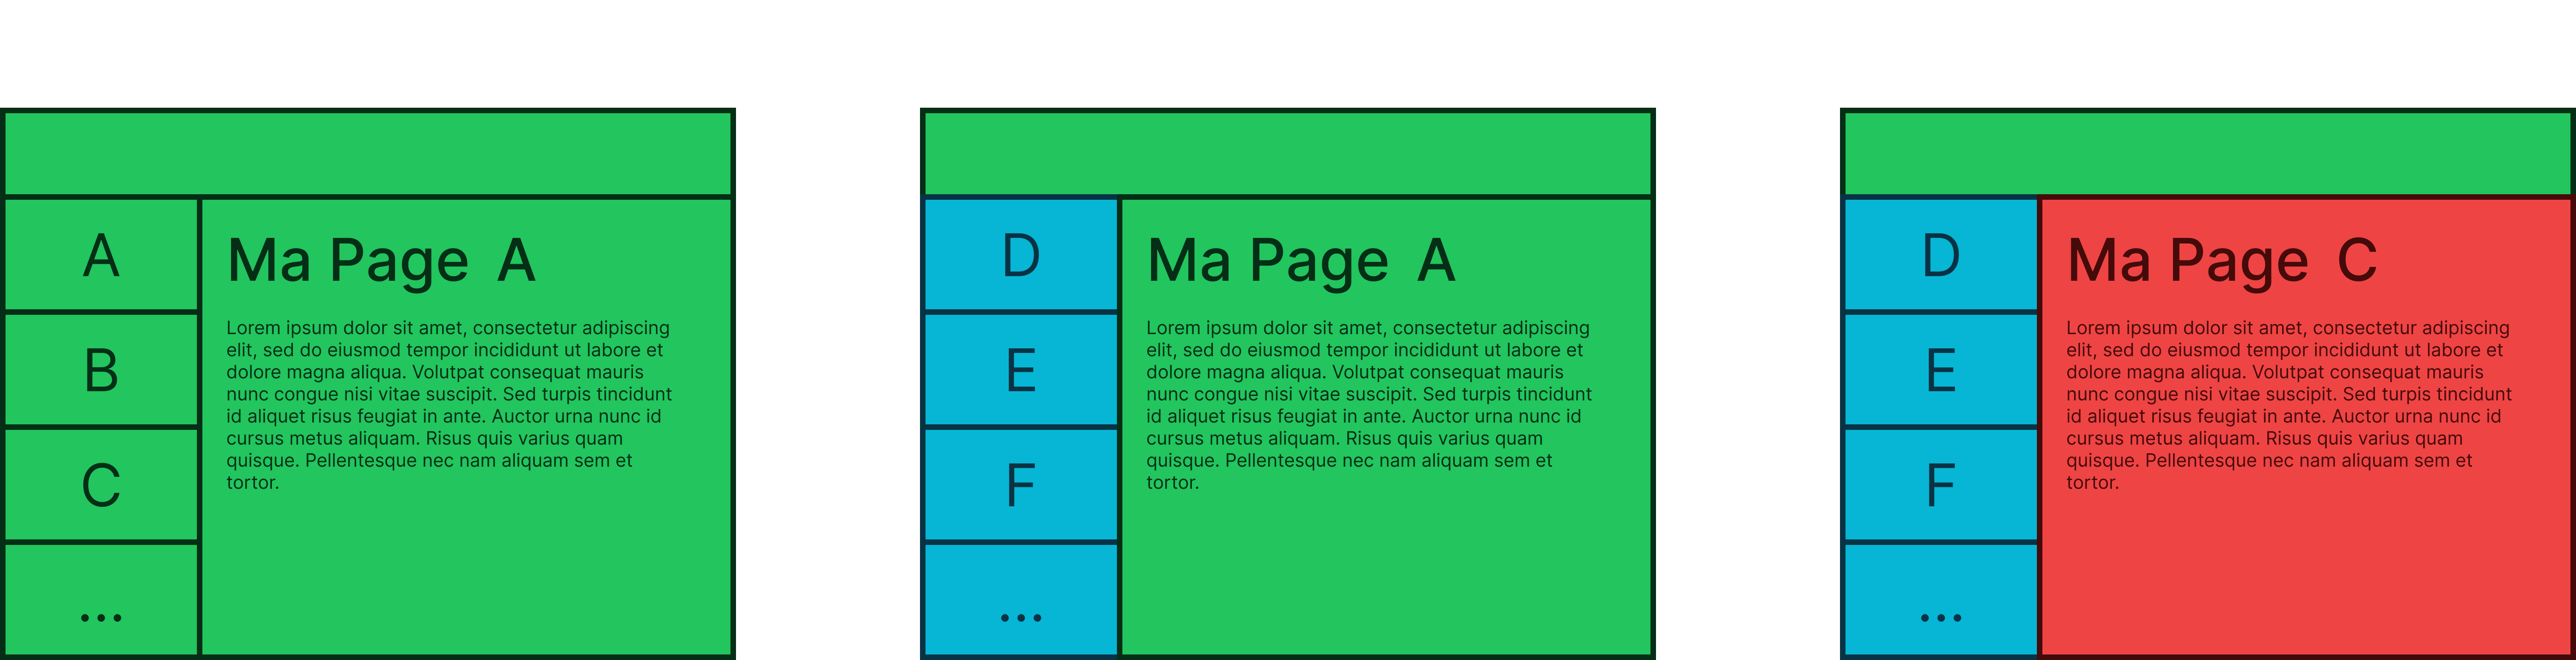 A
B
C
...
Ma Page A
Lorem ipsum dolor sit amet, consectetur adipiscing
elit, sed do eiusmod tempor incididunt ut labore et
dolore magna aliqua. Volutpat consequat mauris
nunc congue nisi vitae suscipit. Sed turpis tincidunt
id aliquet risus feugiat in ante. Auctor urna nunc id
cursus metus aliquam. Risus quis varius quam
quisque. Pellentesque nec nam aliquam sem et
tortor.
D
E
F
...
Ma Page A
Lorem ipsum dolor sit amet, consectetur adipiscing
elit, sed do eiusmod tempor incididunt ut labore et
dolore magna aliqua. Volutpat consequat mauris
nunc congue nisi vitae suscipit. Sed turpis tincidunt
id aliquet risus feugiat in ante. Auctor urna nunc id
cursus metus aliquam. Risus quis varius quam
quisque. Pellentesque nec nam aliquam sem et
tortor.
D
E
F
...
Ma Page C
Lorem ipsum dolor sit amet, consectetur adipiscing
elit, sed do eiusmod tempor incididunt ut labore et
dolore magna aliqua. Volutpat consequat mauris
nunc congue nisi vitae suscipit. Sed turpis tincidunt
id aliquet risus feugiat in ante. Auctor urna nunc id
cursus metus aliquam. Risus quis varius quam
quisque. Pellentesque nec nam aliquam sem et
tortor.